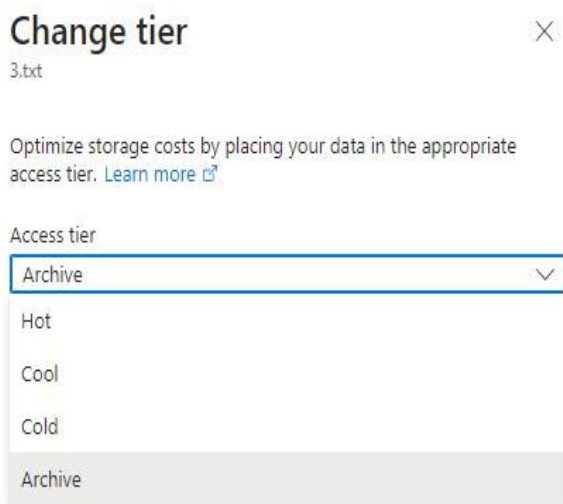 Change tier
3.txt
Optimize storage costs by placing your data in the appropriate
access tier. Learn more
Access tier
Archive
Hot
Cool
Cold
Archive